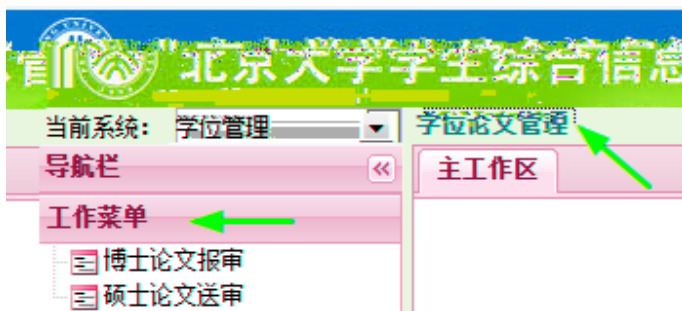 北京大学学生综合信息
当前系统： 学位管理 学位论文管理
导航栏 « 主工作区
工作菜单
博士论文报审
硕士论文送审